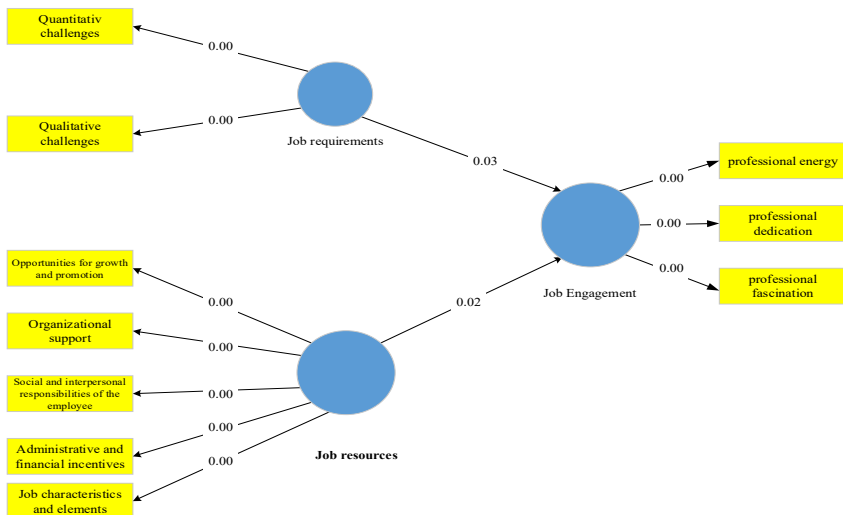 Quantitativ
challenges
0.00
Qualitative
challenges
0.00
Job requirements
0.03
professional energy
0.00
professional
dedication
0.00
professional
fascination
0.00
Job Engagement
Opportunities for growth
and promotion
0.00
0.02
Organizational
support
0.00
Social and interpersonal
responsibilities of the
employee
0.00
Administrative and
financial incentives
0.00
Job resources
Job characteristics
and elements
0.00